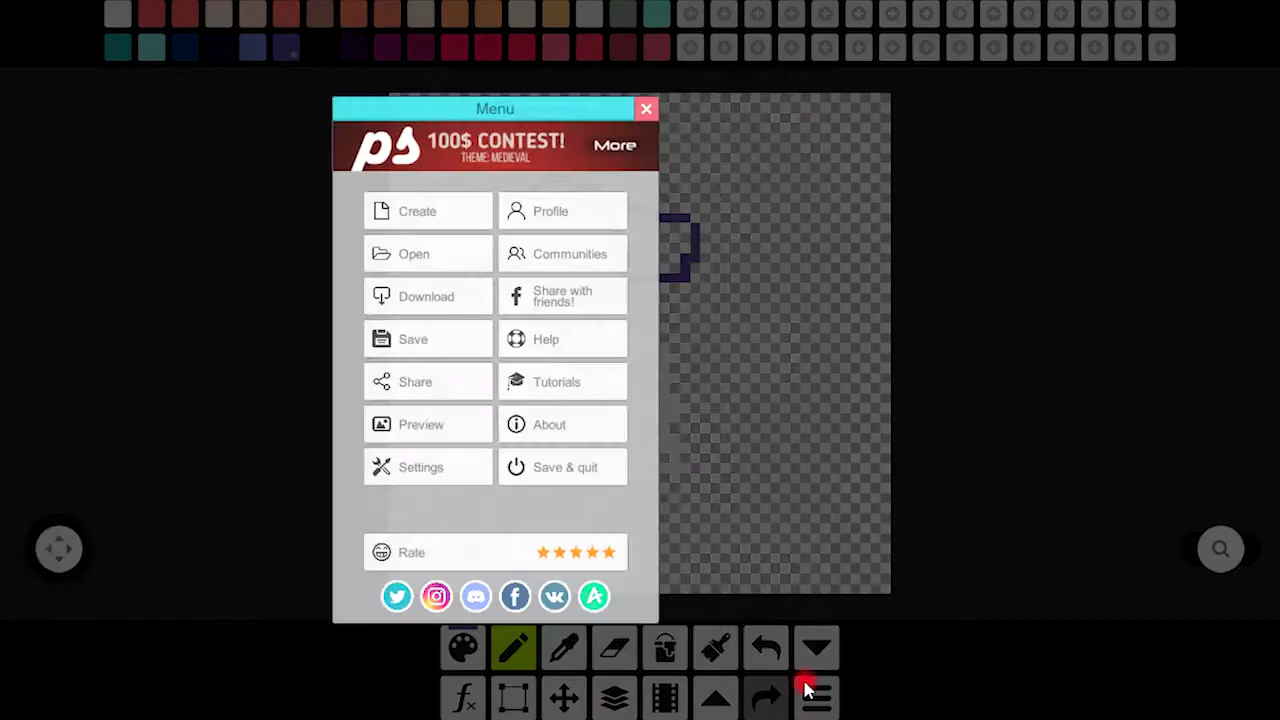 Menu
ps 100$ CONTEST! More
THEME: MEDIEVAL
Create Profile
Open Communities
Download Share with friends!
Save Help
Share Tutorials
Preview About
Settings Save & quit
Rate
fx